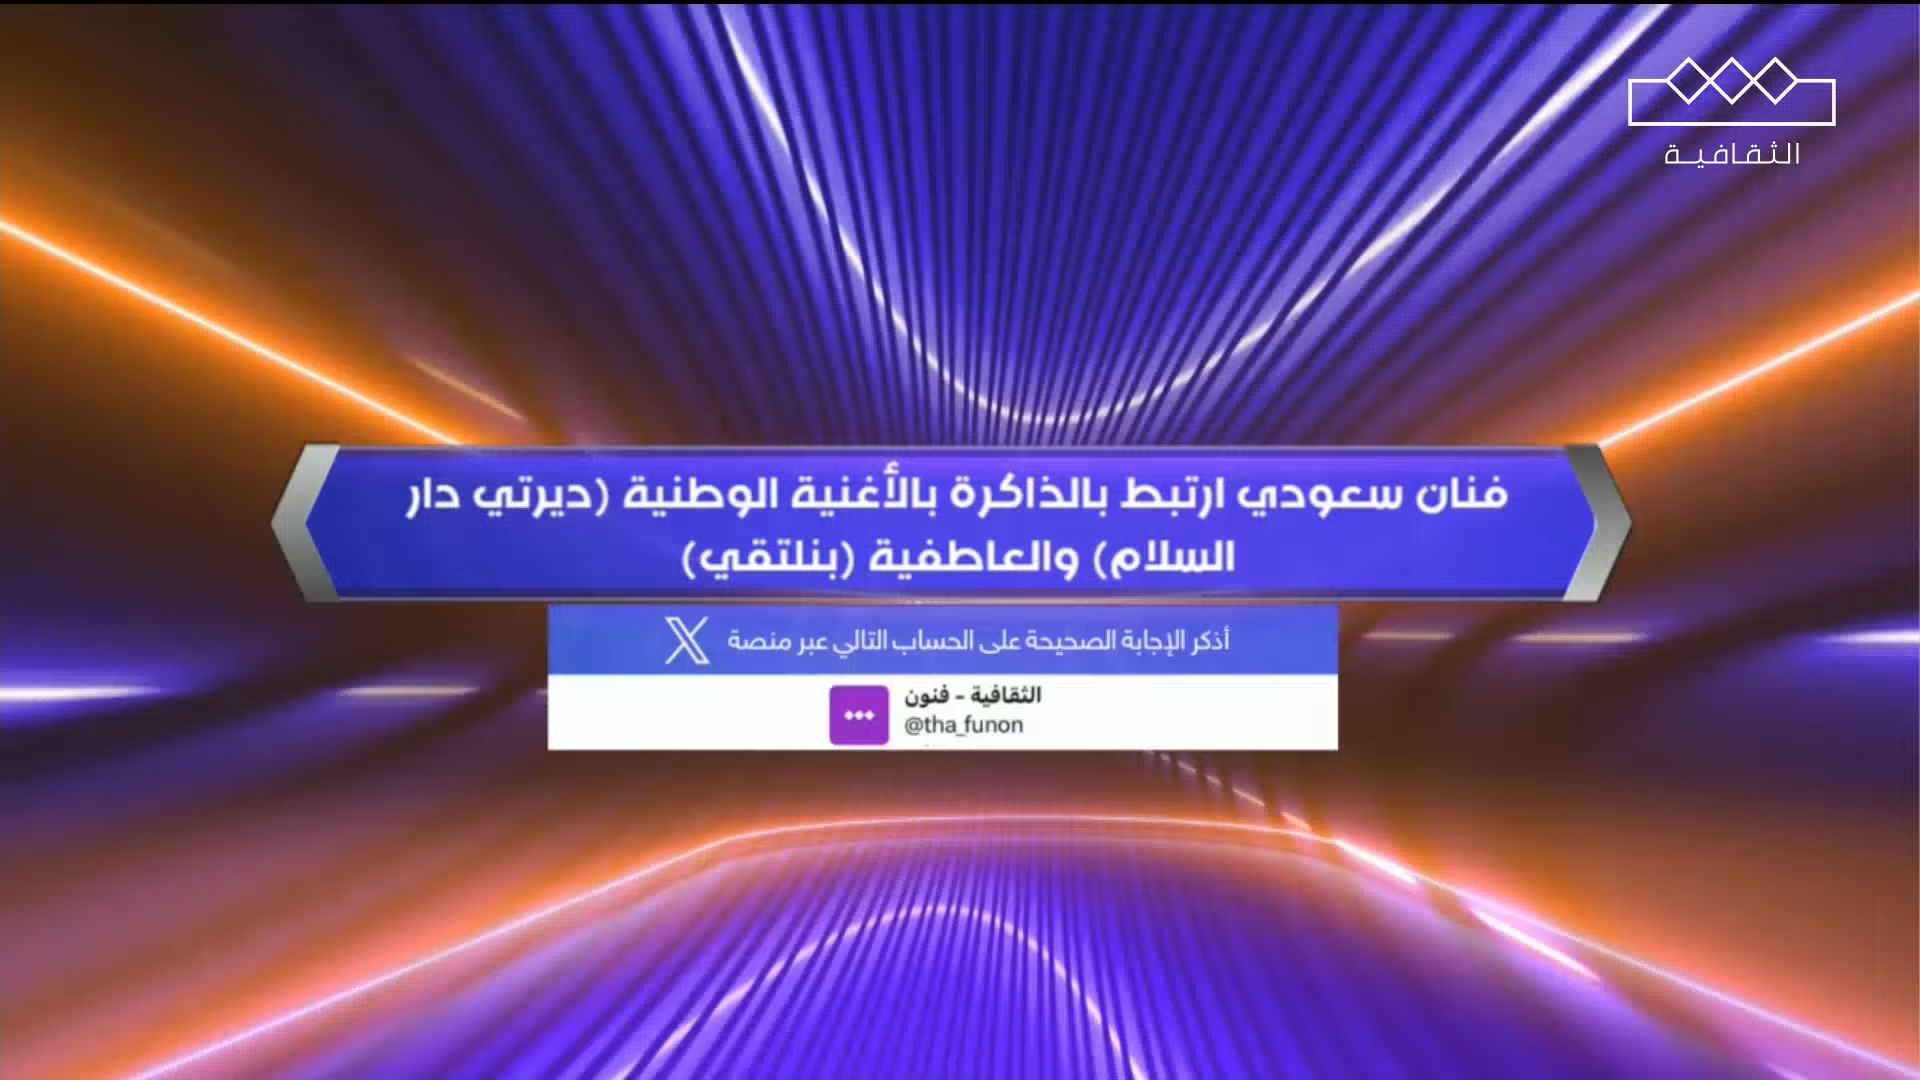 الثقافية
فنان سعودي ارتبط بالذاكرة بالأغنية الوطنية (ديرتي دار
السلام) والعاطفية (بنلتقي)
أذكر الإجابة الصحيحة على الحساب التالي عبر منصة X
الثقافية - فنون
@tha_funon